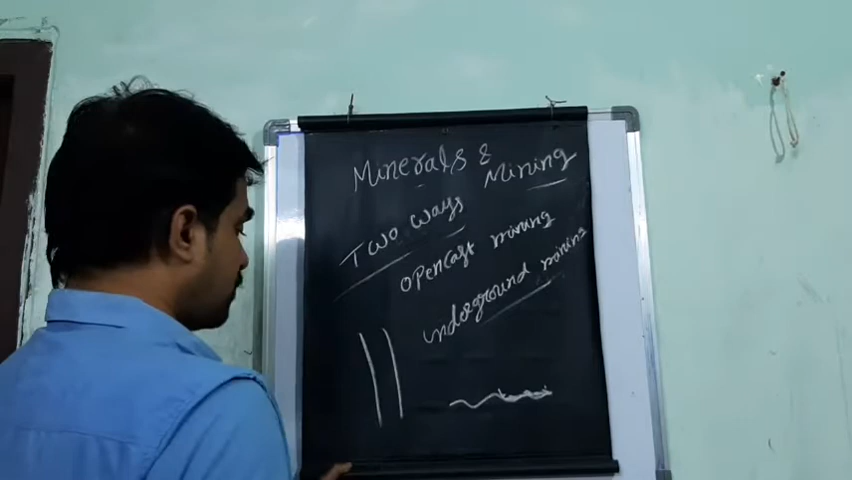 Minerals & Mining
Two ways
opencast mining
underground mining